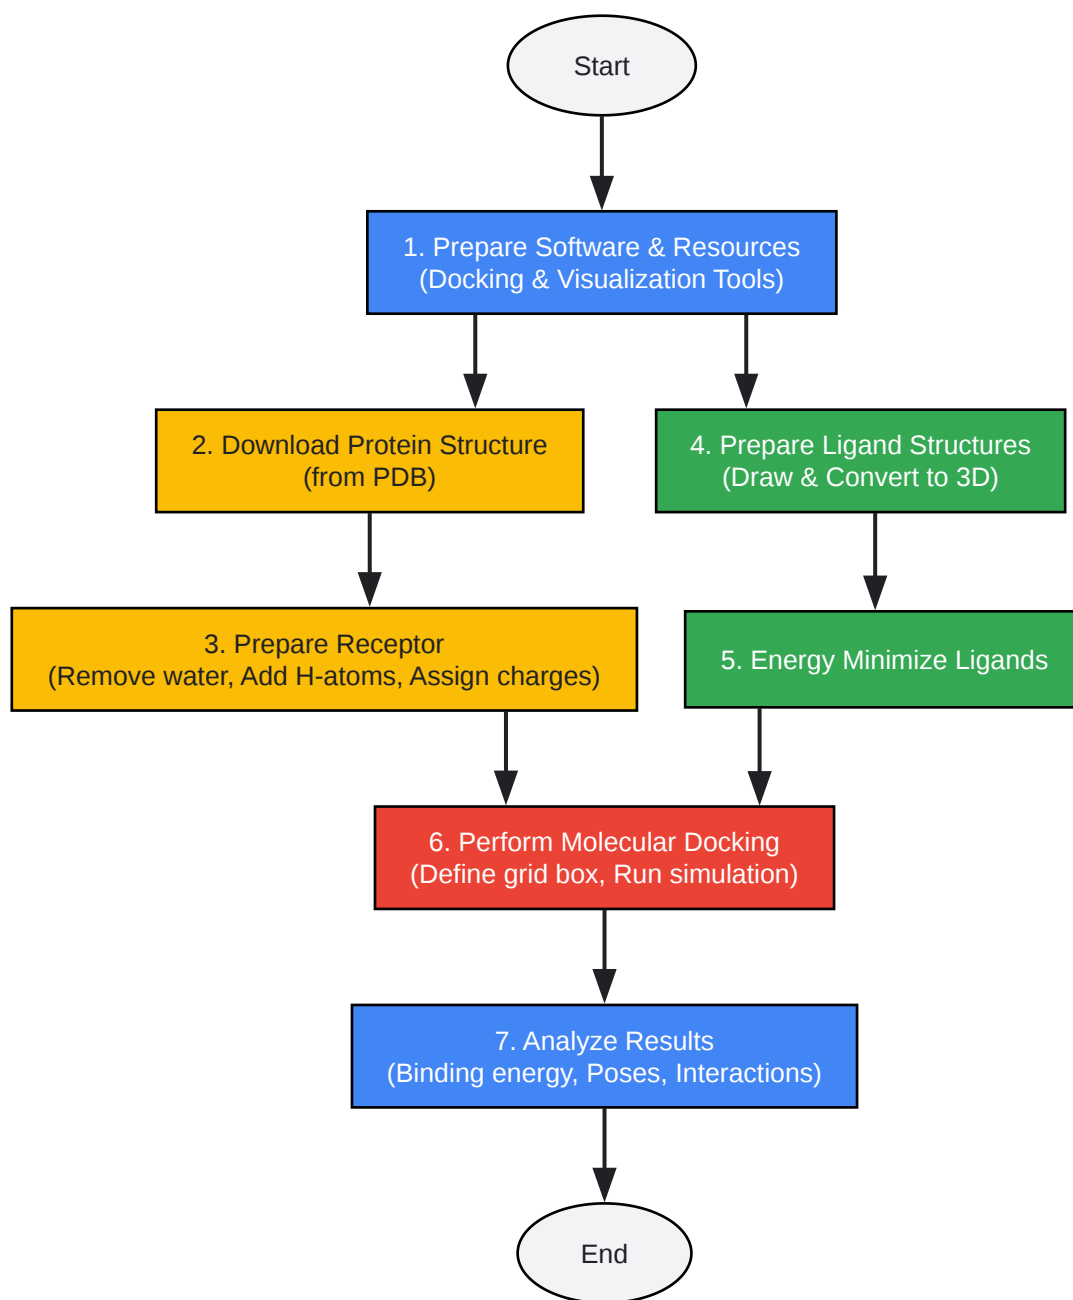 Start
1. Prepare Software & Resources
(Docking & Visualization Tools)
2. Download Protein Structure
(from PDB)
4. Prepare Ligand Structures
(Draw & Convert to 3D)
3. Prepare Receptor
(Remove water, Add H-atoms, Assign charges)
5. Energy Minimize Ligands
6. Perform Molecular Docking
(Define grid box, Run simulation)
7. Analyze Results
(Binding energy, Poses, Interactions)
End